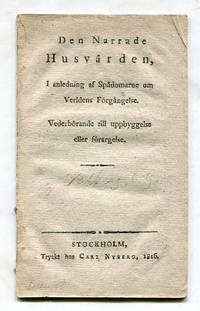 Den Narrade
Husvärden,
I anledning af Spådomarne om
Verldens Förgängelse.
Vederbörande till uppbyggelse
eller förargelse.
STOCKHOLM,
Tryckt hos CARL NYBERG, 1816.